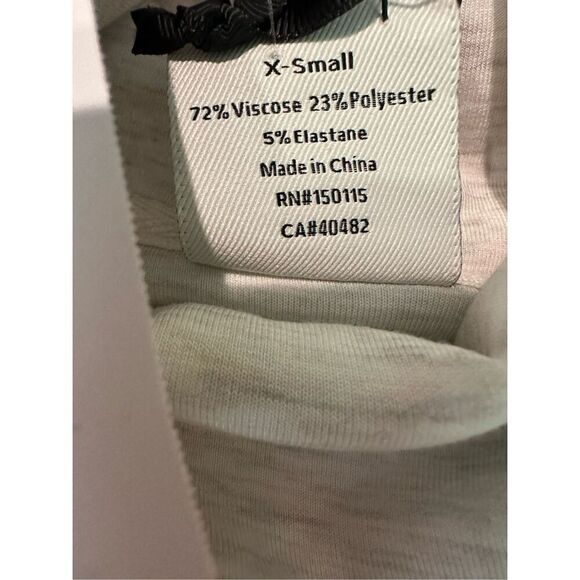 X-Small
72% Viscose 23% Polyester
5% Elastane
Made in China
RN#150115
CA#40482